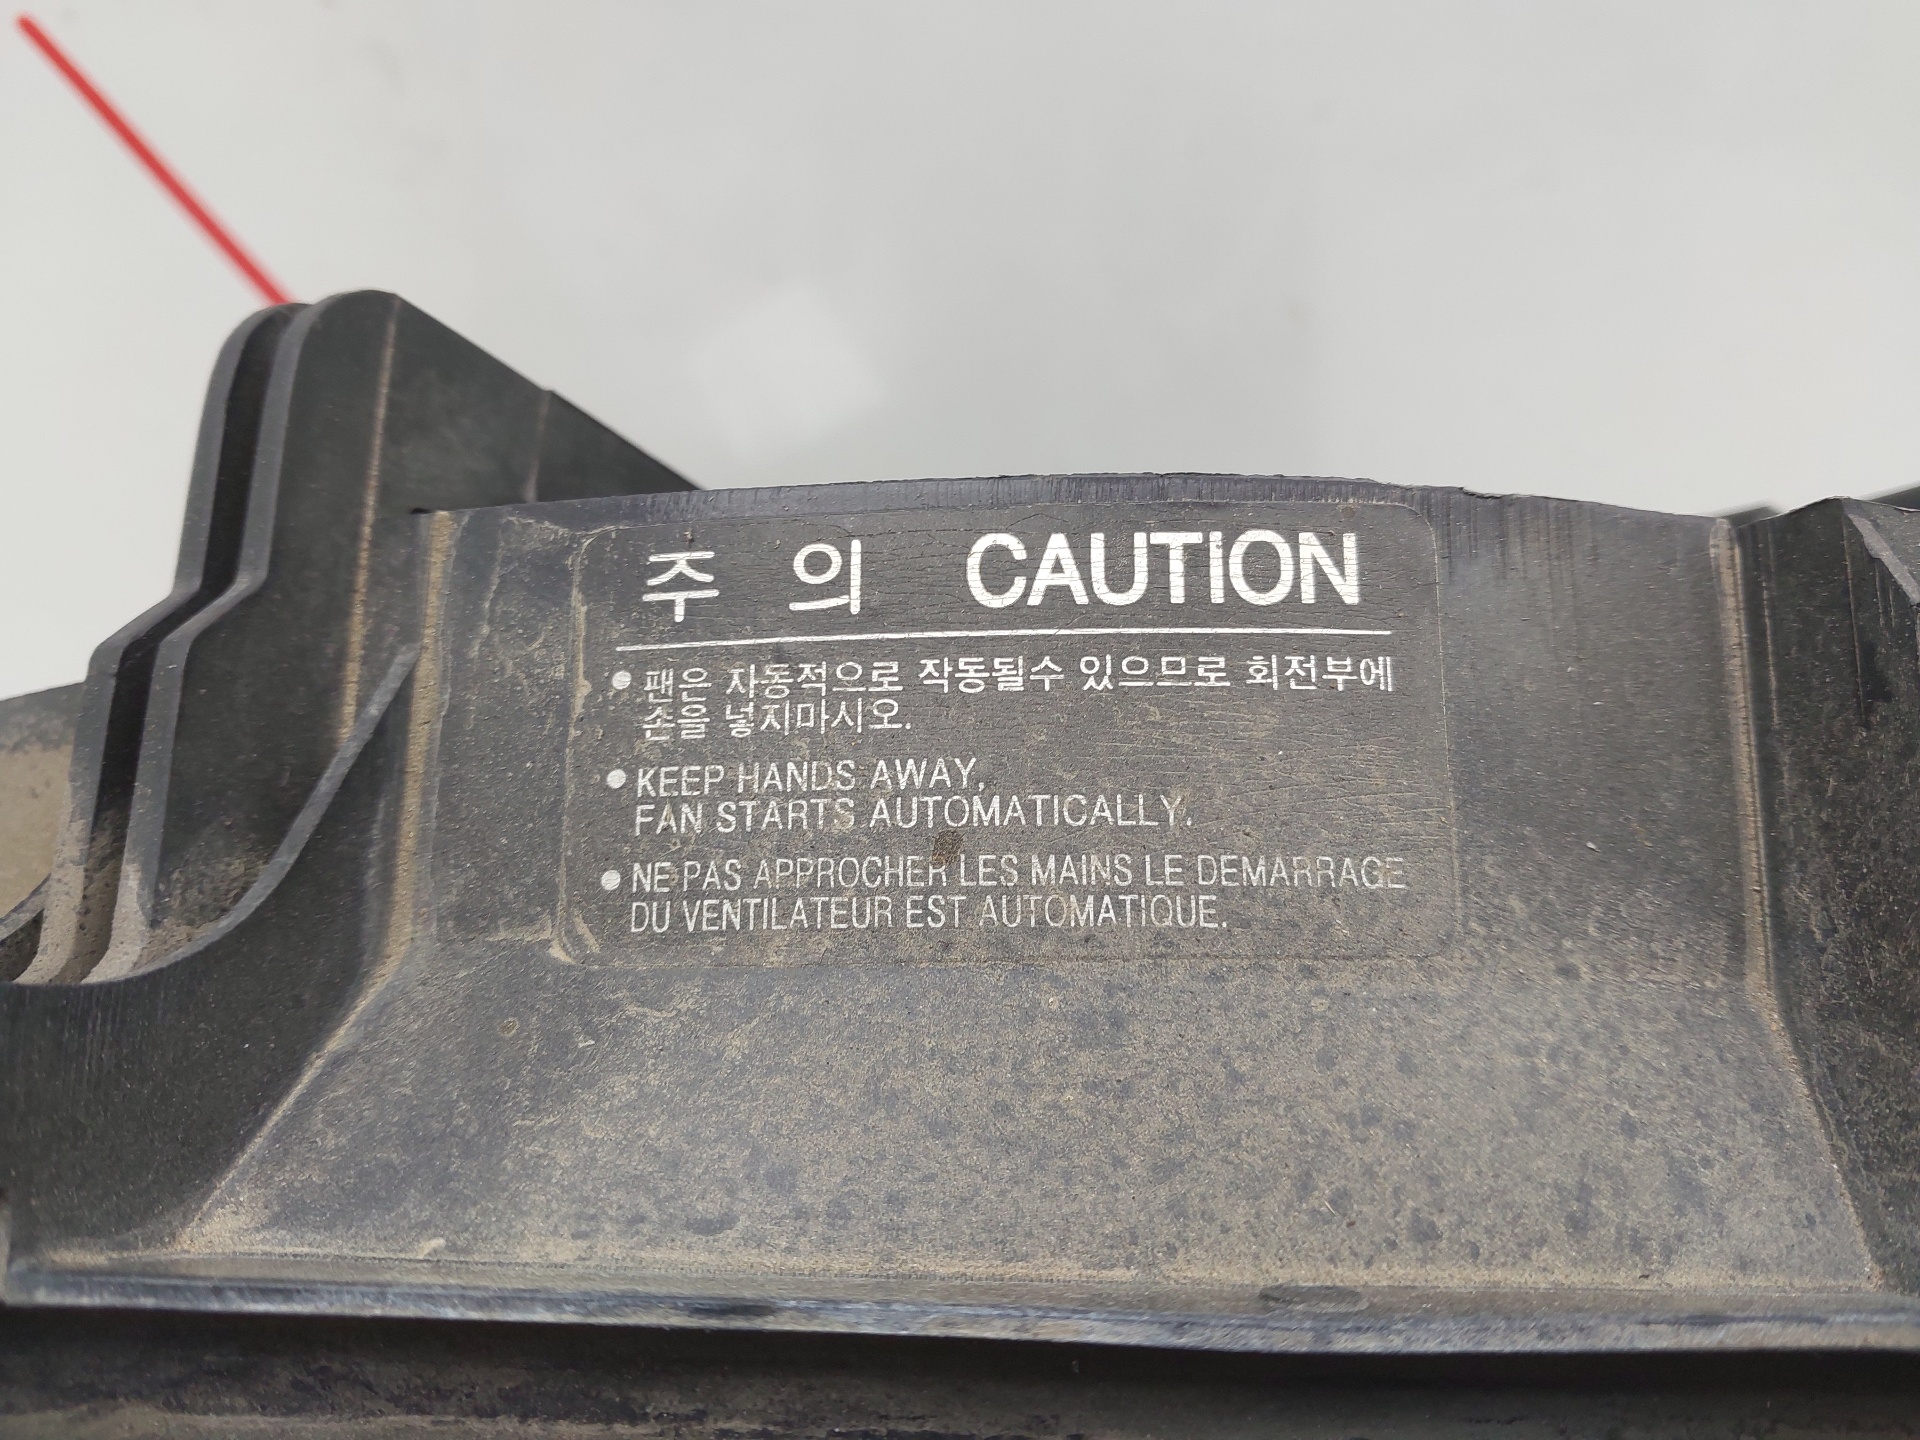 주 의 CAUTION
● 팬은 자동적으로 작동될수 있으므로 회전부에
손을 넣지마시오.
● KEEP HANDS AWAY,
FAN STARTS AUTOMATICALLY.
● NE PAS APPROCHER LES MAINS LE DEMARRAGE
DU VENTILATEUR EST AUTOMATIQUE.